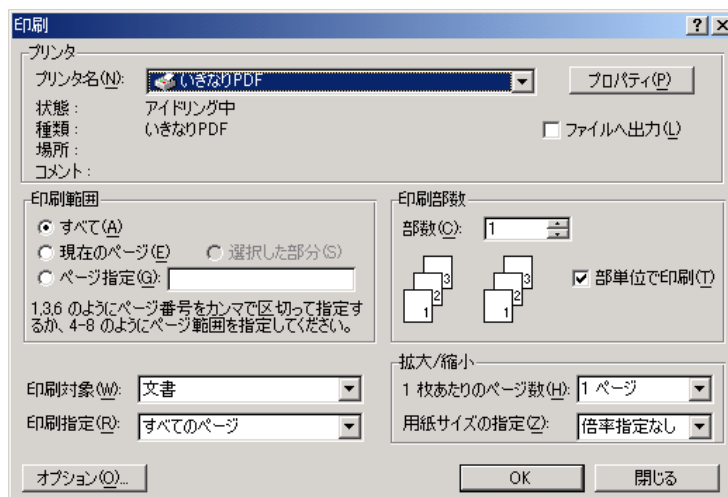 印刷
プリンタ
プリンタ名(N): いきなりPDF プロパティ(P)
状態: アイドリング中
種類: いきなりPDF ファイルへ出力(L)
場所:
コメント:
印刷範囲
すべて(A)
現在のページ(E) 選択した部分(S)
ページ指定(G):
1,3,6 のようにページ番号をカンマで区切って指定す
るか、4-8 のようにページ範囲を指定してください。
印刷部数
部数(C): 1
1 2 3 1 2 3
部単位で印刷(T)
印刷対象(W): 文書
印刷指定(R): すべてのページ
拡大/縮小
1 枚あたりのページ数(H): 1 ページ
用紙サイズの指定(Z): 倍率指定なし
オプション(O)... OK 閉じる